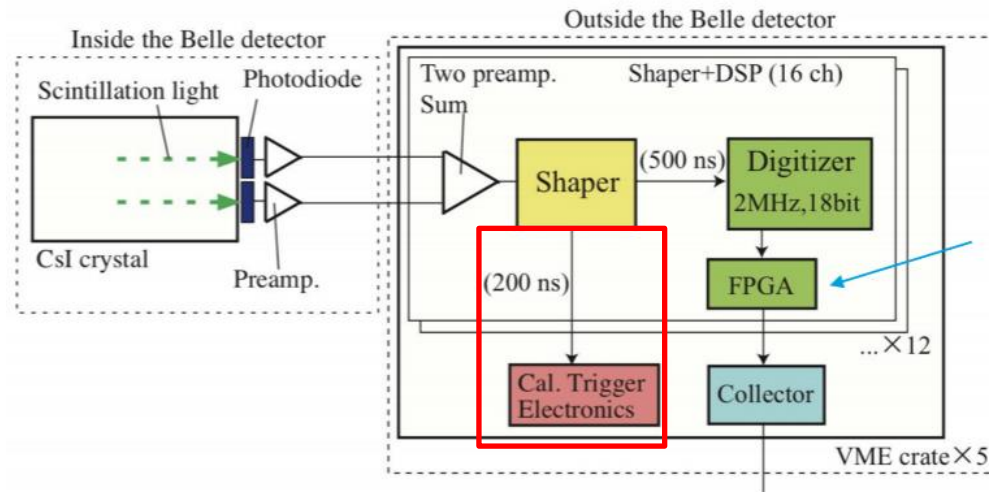 Inside the Belle detector
Scintillation light
Photodiode
CsI crystal
Preamp.
Outside the Belle detector
Two preamp.
Sum
Shaper+DSP (16 ch)
Shaper
(500 ns)
Digitizer
2MHz,18bit
(200 ns)
FPGA
...×12
Cal. Trigger
Electronics
Collector
VME crate×5